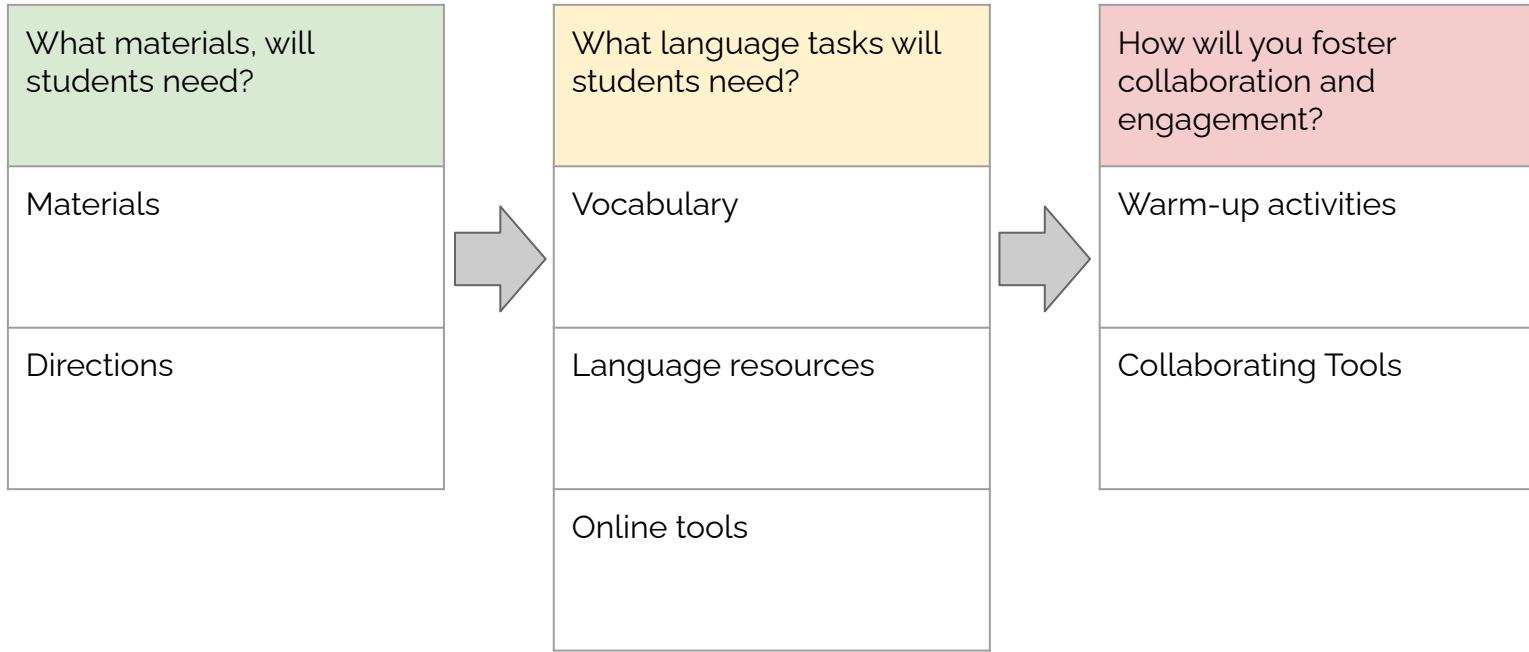 What materials, will
students need?
Materials
Directions
What language tasks will
students need?
Vocabulary
Language resources
Online tools
How will you foster
collaboration and
engagement?
Warm-up activities
Collaborating Tools